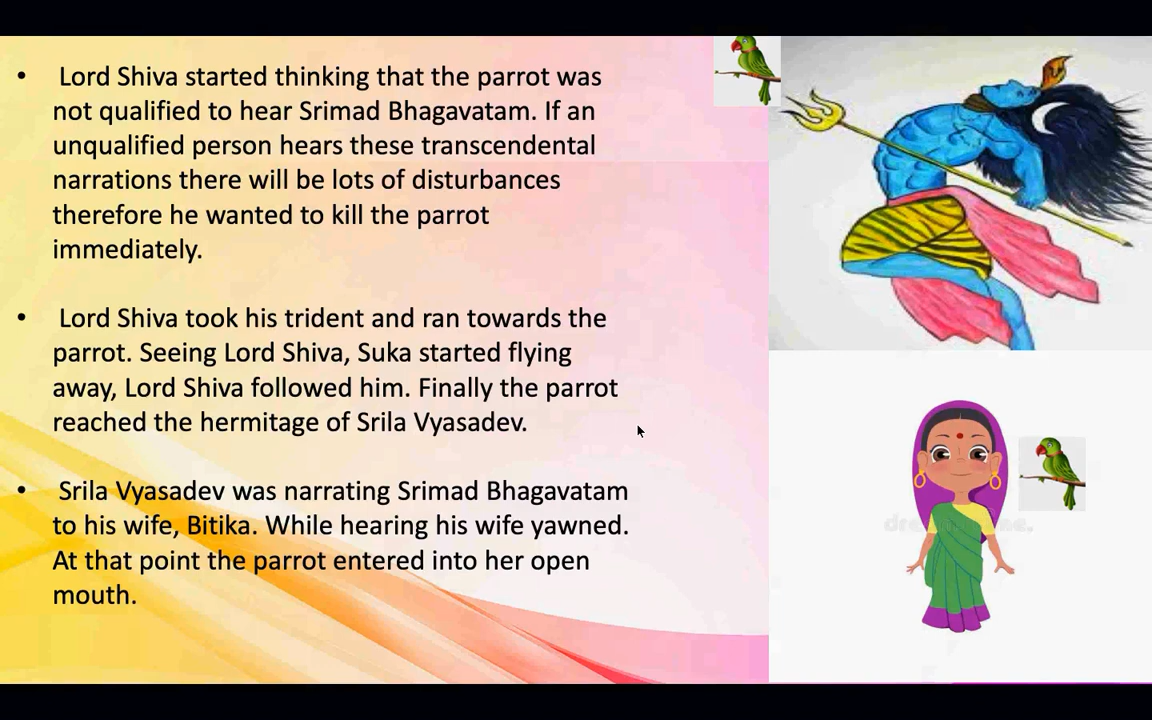 • Lord Shiva started thinking that the parrot was
not qualified to hear Srimad Bhagavatam. If an
unqualified person hears these transcendental
narrations there will be lots of disturbances
therefore he wanted to kill the parrot
immediately.
• Lord Shiva took his trident and ran towards the
parrot. Seeing Lord Shiva, Suka started flying
away, Lord Shiva followed him. Finally the parrot
reached the hermitage of Srila Vyasadev.
• Srila Vyasadev was narrating Srimad Bhagavatam
to his wife, Bitika. While hearing his wife yawned.
At that point the parrot entered into her open
mouth.